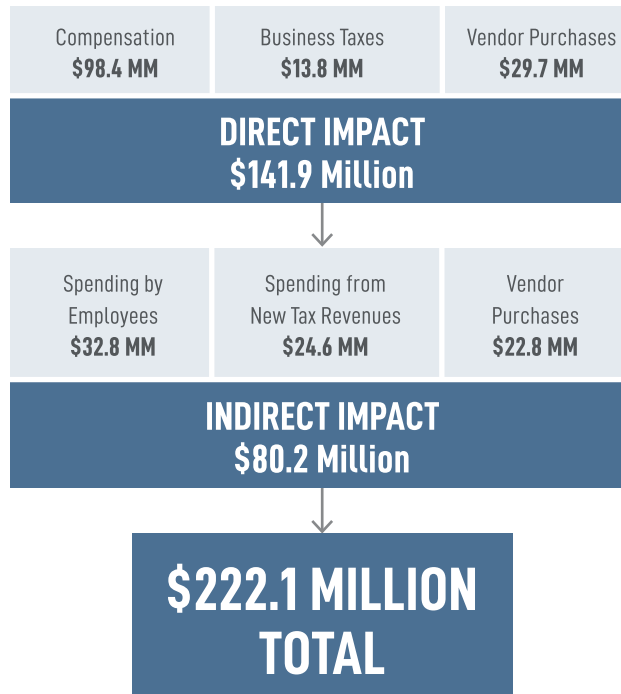 Compensation
$98.4 MM
Business Taxes
$13.8 MM
Vendor Purchases
$29.7 MM
DIRECT IMPACT
$141.9 Million
Spending by
Employees
$32.8 MM
Spending from
New Tax Revenues
$24.6 MM
Vendor
Purchases
$22.8 MM
INDIRECT IMPACT
$80.2 Million
$222.1 MILLION
TOTAL